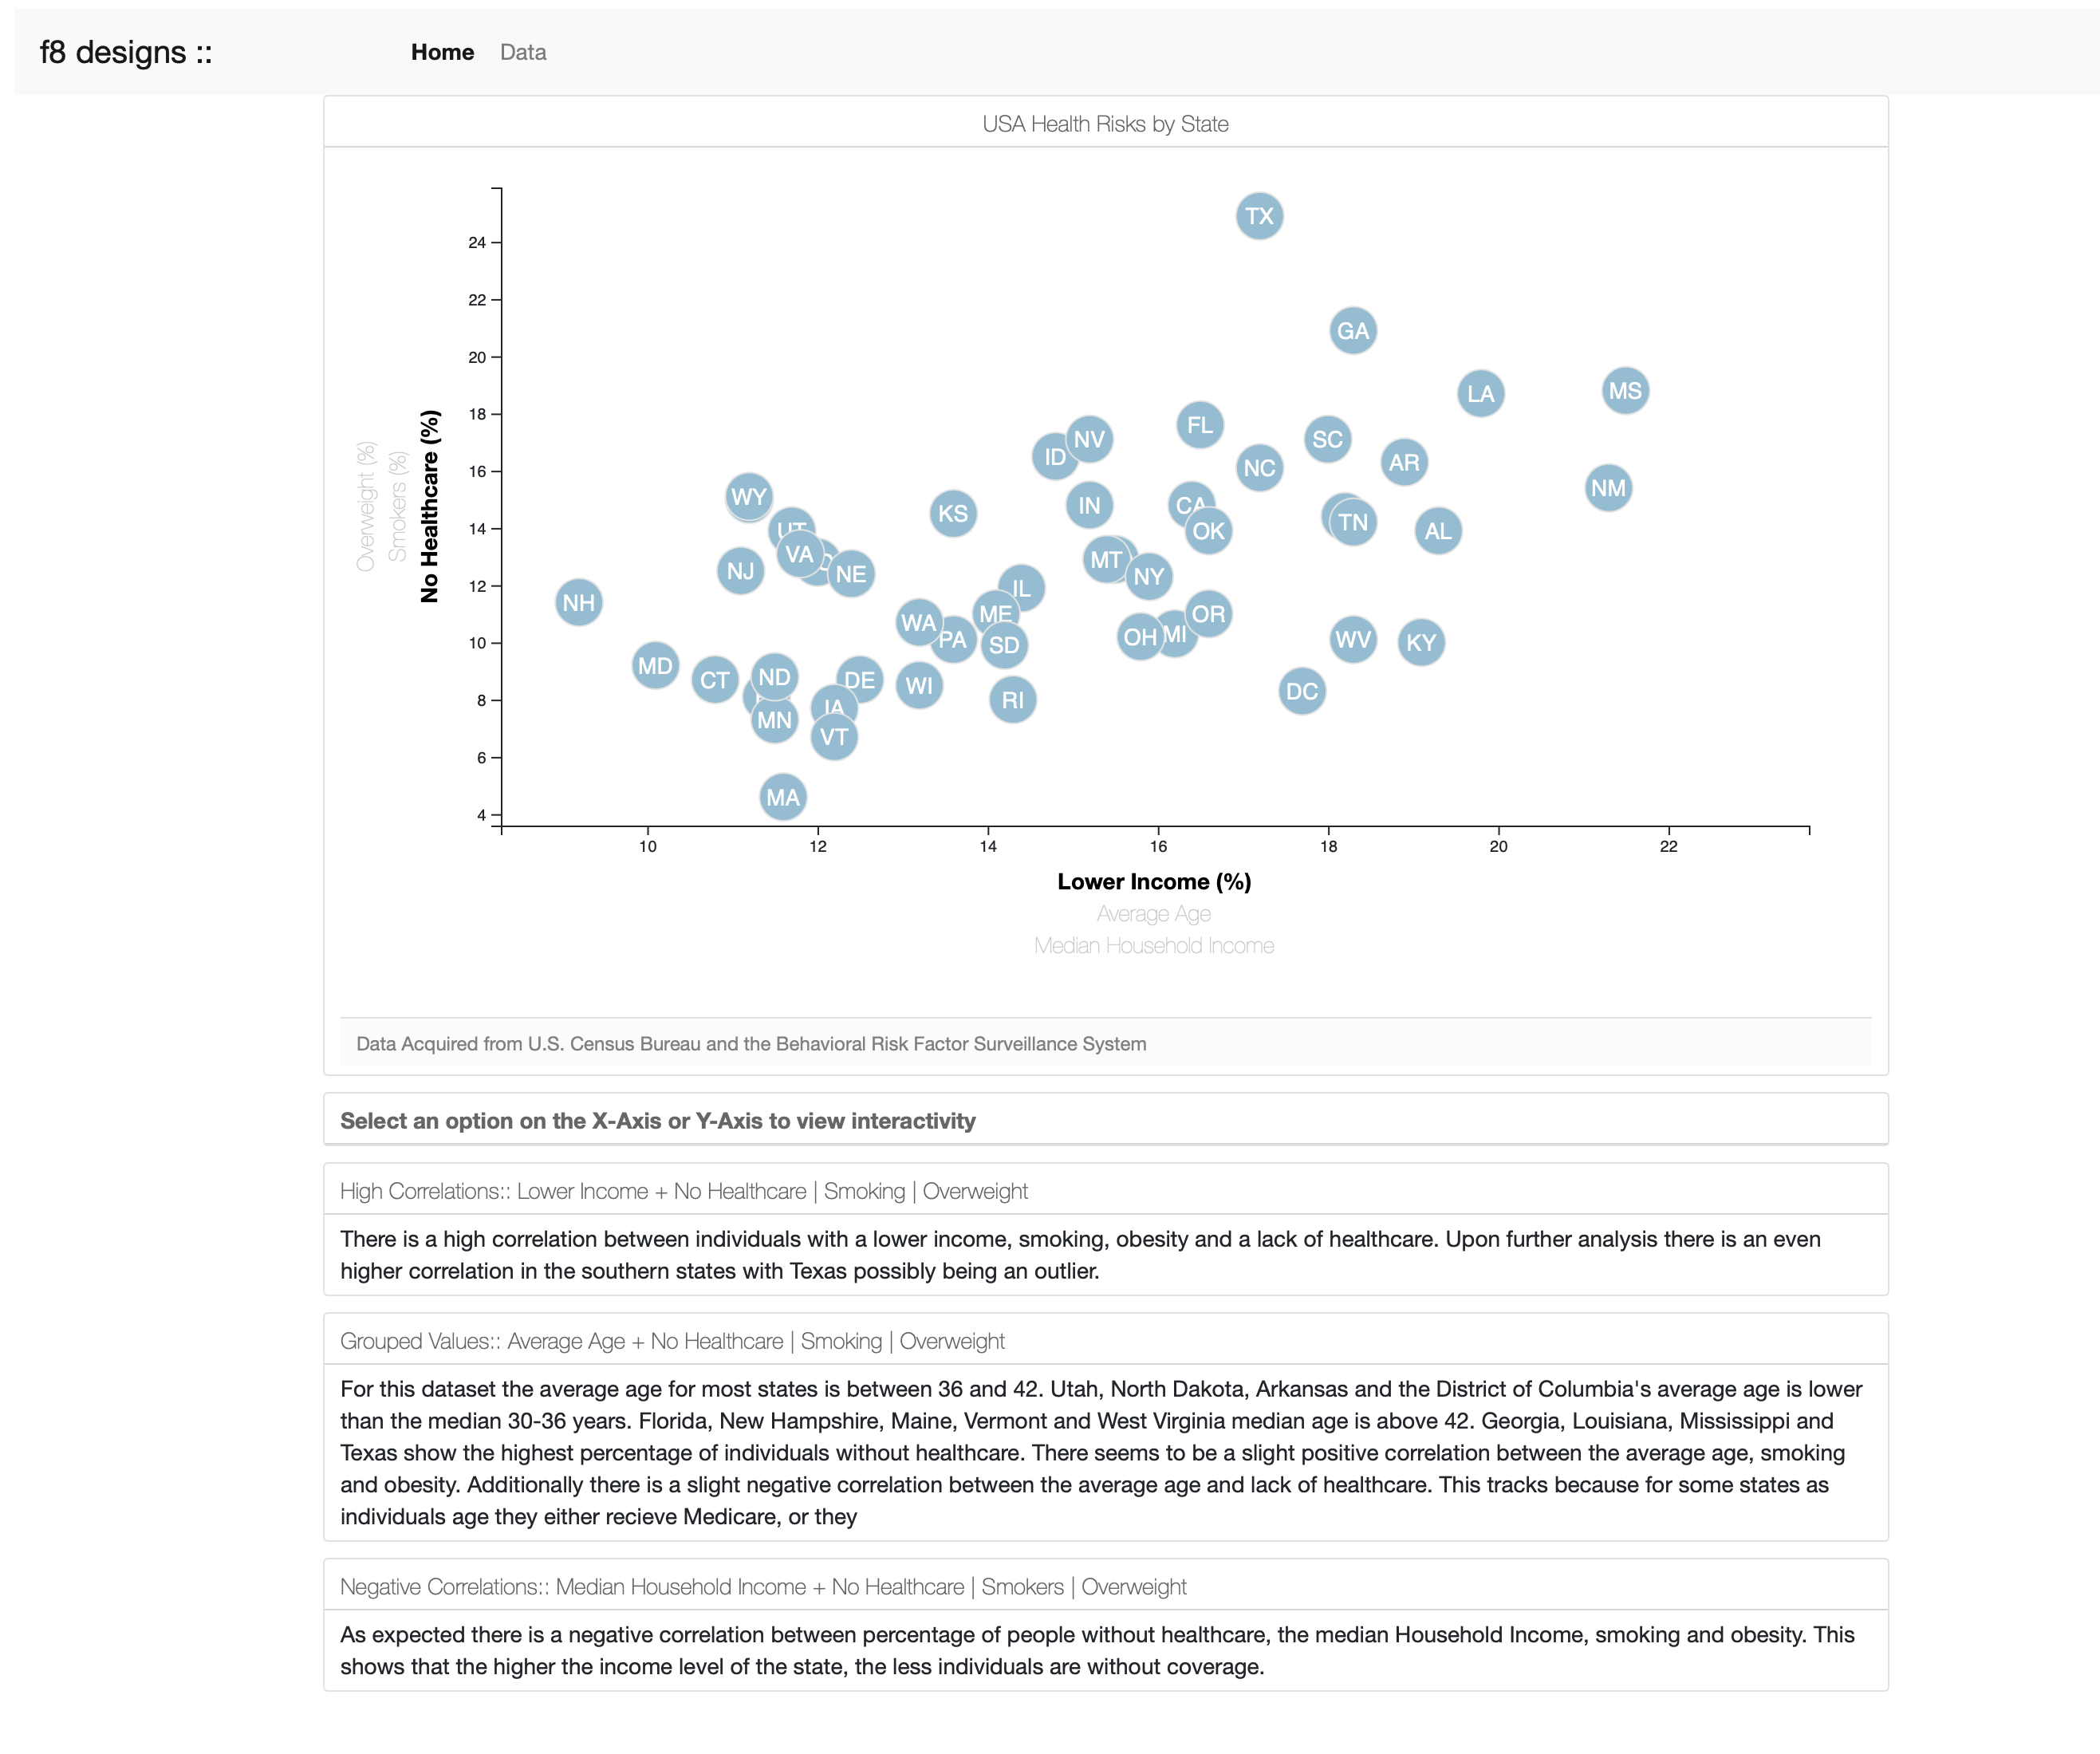 f8 designs ::
Home Data
USA Health Risks by State
24
22
20
18
16
14
12
10
8
6
4
Overweight (%)
Smokers (%)
No Healthcare (%)
TX
GA
LA
MS
FL
NV
SC
ID
NC
AR
NM
WY
KS
IN
CA
OK
TN
AL
UT
VA
MT
NY
NJ
NE
NH
IL
ME
WA
PA
SD
OR
OH
MI
WV
KY
MD
CT
ND
DE
WI
RI
DC
MN
IA
VT
MA
10 12 14 16 18 20 22
Lower Income (%)
Average Age
Median Household Income
Data Acquired from U.S. Census Bureau and the Behavioral Risk Factor Surveillance System
Select an option on the X-Axis or Y-Axis to view interactivity
High Correlations:: Lower Income + No Healthcare | Smoking | Overweight
There is a high correlation between individuals with a lower income, smoking, obesity and a lack of healthcare. Upon further analysis there is an even
higher correlation in the southern states with Texas possibly being an outlier.
Grouped Values:: Average Age + No Healthcare | Smoking | Overweight
For this dataset the average age for most states is between 36 and 42. Utah, North Dakota, Arkansas and the District of Columbia's average age is lower
than the median 30-36 years. Florida, New Hampshire, Maine, Vermont and West Virginia median age is above 42. Georgia, Louisiana, Mississippi and
Texas show the highest percentage of individuals without healthcare. There seems to be a slight positive correlation between the average age, smoking
and obesity. Additionally there is a slight negative correlation between the average age and lack of healthcare. This tracks because for some states as
individuals age they either recieve Medicare, or they
Negative Correlations:: Median Household Income + No Healthcare | Smokers | Overweight
As expected there is a negative correlation between percentage of people without healthcare, the median Household Income, smoking and obesity. This
shows that the higher the income level of the state, the less individuals are without coverage.